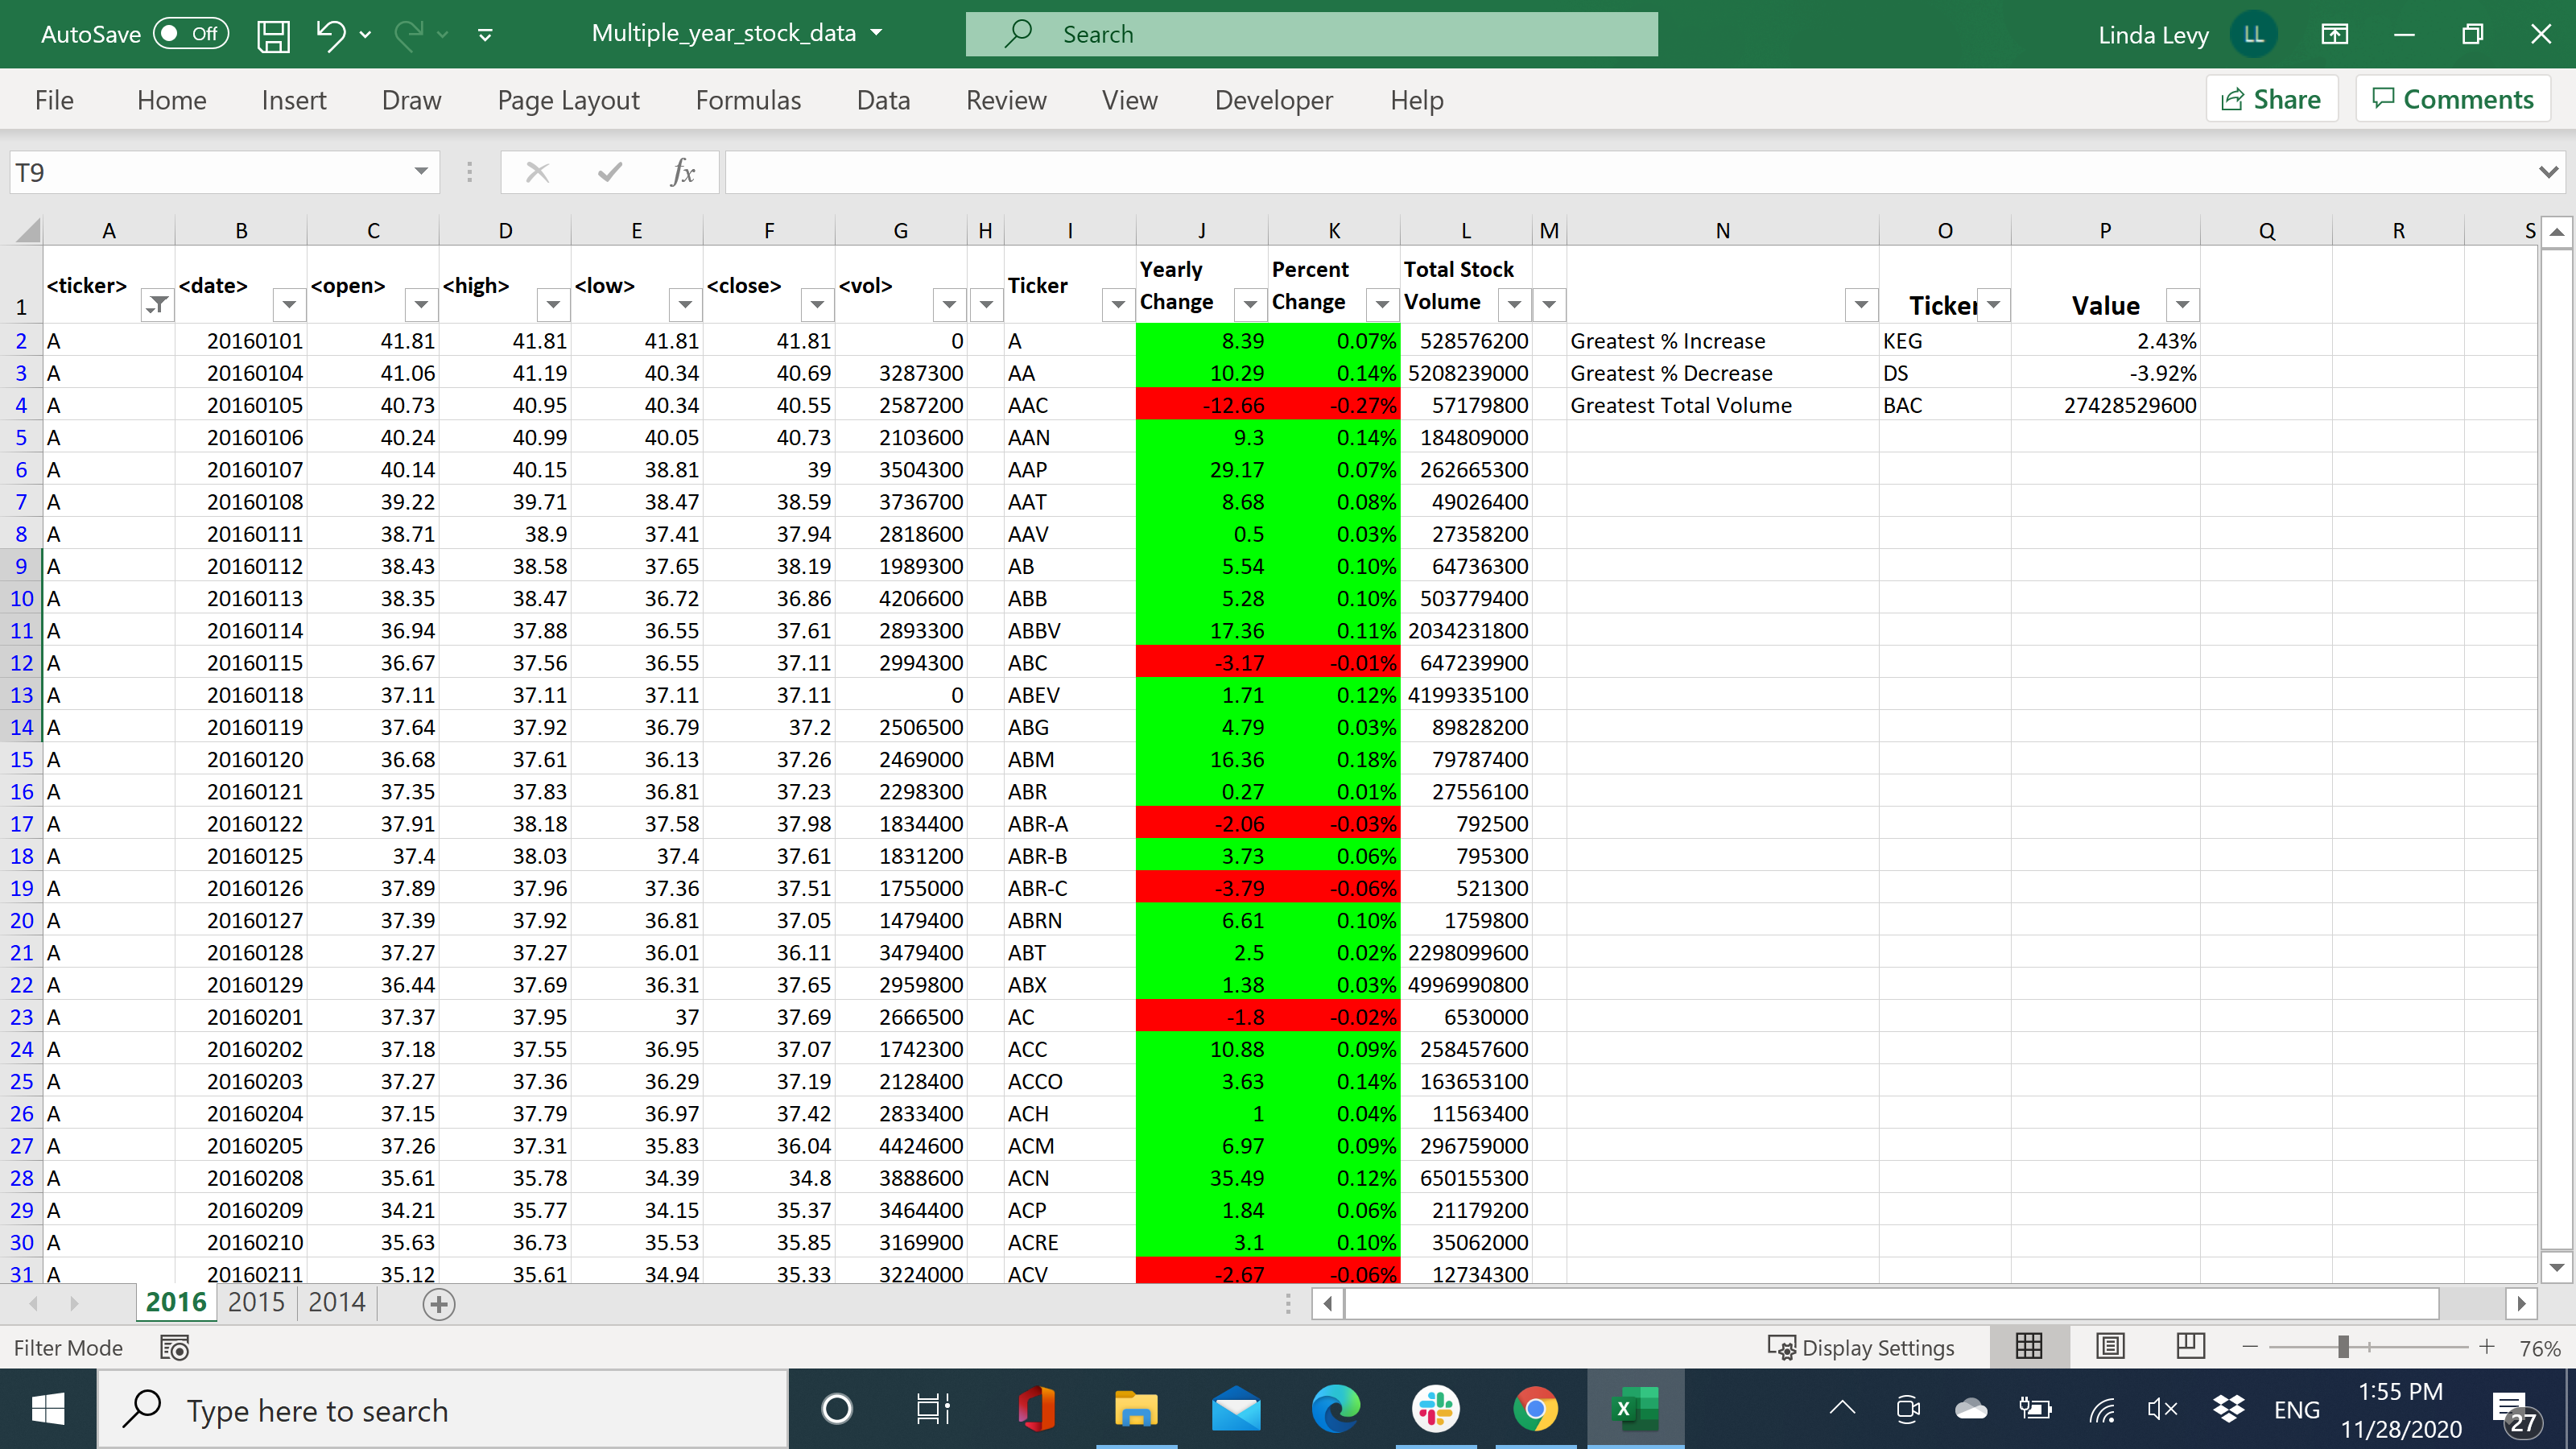 AutoSave Off Multiple_year_stock_data Search Linda Levy LL
File Home Insert Draw Page Layout Formulas Data Review View Developer Help Share Comments
T9 fx
A B C D E F G H I J K L M N O P Q R S
1 <ticker> <date> <open> <high> <low> <close> <vol> Ticker Yearly Change Percent Change Total Stock Volume Ticker Value
2 A 20160101 41.81 41.81 41.81 41.81 0 A 8.39 0.07% 528576200 Greatest % Increase KEG 2.43%
3 A 20160104 41.06 41.19 40.34 40.69 3287300 AA 10.29 0.14% 5208239000 Greatest % Decrease DS -3.92%
4 A 20160105 40.73 40.95 40.34 40.55 2587200 AAC -12.66 -0.27% 57179800 Greatest Total Volume BAC 27428529600
5 A 20160106 40.24 40.99 40.05 40.73 2103600 AAN 9.3 0.14% 184809000
6 A 20160107 40.14 40.15 38.81 39 3504300 AAP 29.17 0.07% 262665300
7 A 20160108 39.22 39.71 38.47 38.59 3736700 AAT 8.68 0.08% 49026400
8 A 20160111 38.71 38.9 37.41 37.94 2818600 AAV 0.5 0.03% 27358200
9 A 20160112 38.43 38.58 37.65 38.19 1989300 AB 5.54 0.10% 64736300
10 A 20160113 38.35 38.47 36.72 36.86 4206600 ABB 5.28 0.10% 503779400
11 A 20160114 36.94 37.88 36.55 37.61 2893300 ABBV 17.36 0.11% 2034231800
12 A 20160115 36.67 37.56 36.55 37.11 2994300 ABC -3.17 -0.01% 647239900
13 A 20160118 37.11 37.11 37.11 37.11 0 ABEV 1.71 0.12% 4199335100
14 A 20160119 37.64 37.92 36.79 37.2 2506500 ABG 4.79 0.03% 89828200
15 A 20160120 36.68 37.61 36.13 37.26 2469000 ABM 16.36 0.18% 79787400
16 A 20160121 37.35 37.83 36.81 37.23 2298300 ABR 0.27 0.01% 27556100
17 A 20160122 37.91 38.18 37.58 37.98 1834400 ABR-A -2.06 -0.03% 792500
18 A 20160125 37.4 38.03 37.4 37.61 1831200 ABR-B 3.73 0.06% 795300
19 A 20160126 37.89 37.96 37.36 37.51 1755000 ABR-C -3.79 -0.06% 521300
20 A 20160127 37.39 37.92 36.81 37.05 1479400 ABRN 6.61 0.10% 1759800
21 A 20160128 37.27 37.27 36.01 36.11 3479400 ABT 2.5 0.02% 2298099600
22 A 20160129 36.44 37.69 36.31 37.65 2959800 ABX 1.38 0.03% 4996990800
23 A 20160201 37.37 37.95 37 37.69 2666500 AC -1.8 -0.02% 6530000
24 A 20160202 37.18 37.55 36.95 37.07 1742300 ACC 10.88 0.09% 258457600
25 A 20160203 37.27 37.36 36.29 37.19 2128400 ACCO 3.63 0.14% 163653100
26 A 20160204 37.15 37.79 36.97 37.42 2833400 ACH 1 0.04% 11563400
27 A 20160205 37.26 37.31 35.83 36.04 4424600 ACM 6.97 0.09% 296759000
28 A 20160208 35.61 35.78 34.39 34.8 3888600 ACN 35.49 0.12% 650155300
29 A 20160209 34.21 35.77 34.15 35.37 3464400 ACP 1.84 0.06% 21179200
30 A 20160210 35.63 36.73 35.53 35.85 3169900 ACRE 3.1 0.10% 35062000
31 A 20160211 35.12 35.61 34.94 35.33 3224000 ACV -2.67 -0.06% 12734300
2016 2015 2014
Filter Mode Display Settings 76%
Type here to search ENG 1:55 PM
11/28/2020 27